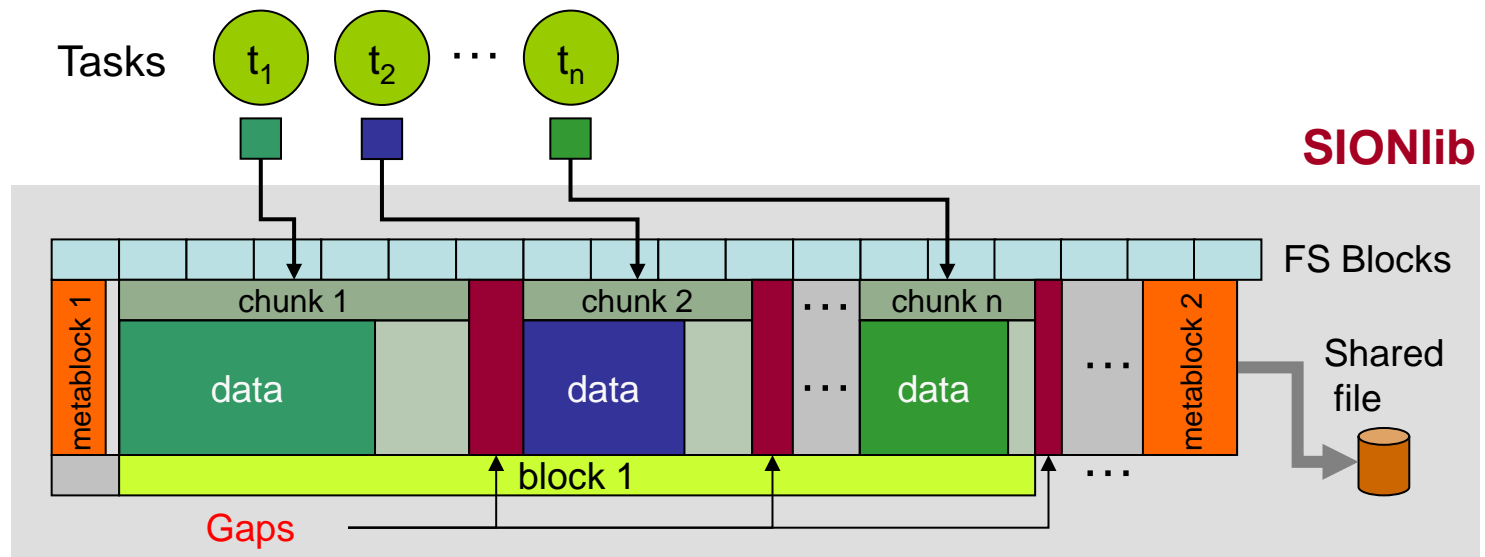 Tasks
t1
t2
...
tn
SIONlib
FS Blocks
metablock 1
chunk 1
chunk 2
...
chunk n
metablock 2
data
data
...
data
...
Shared
file
block 1
...
Gaps